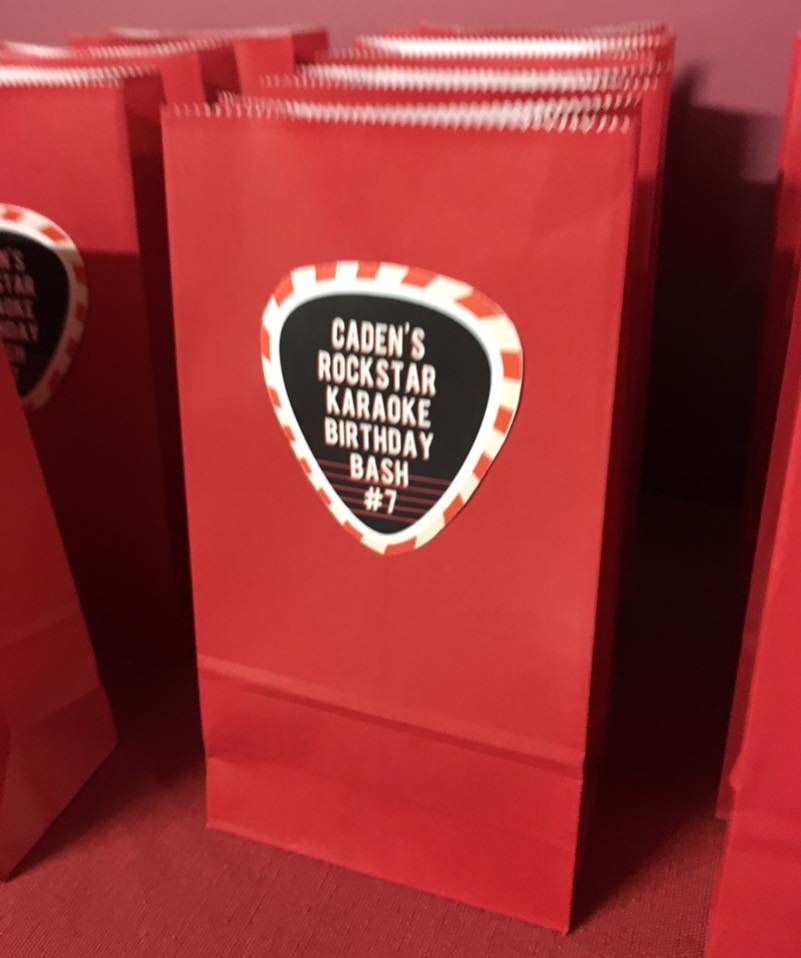 CADEN'S
ROCKSTAR
KARAOKE
BIRTHDAY
BASH
#7